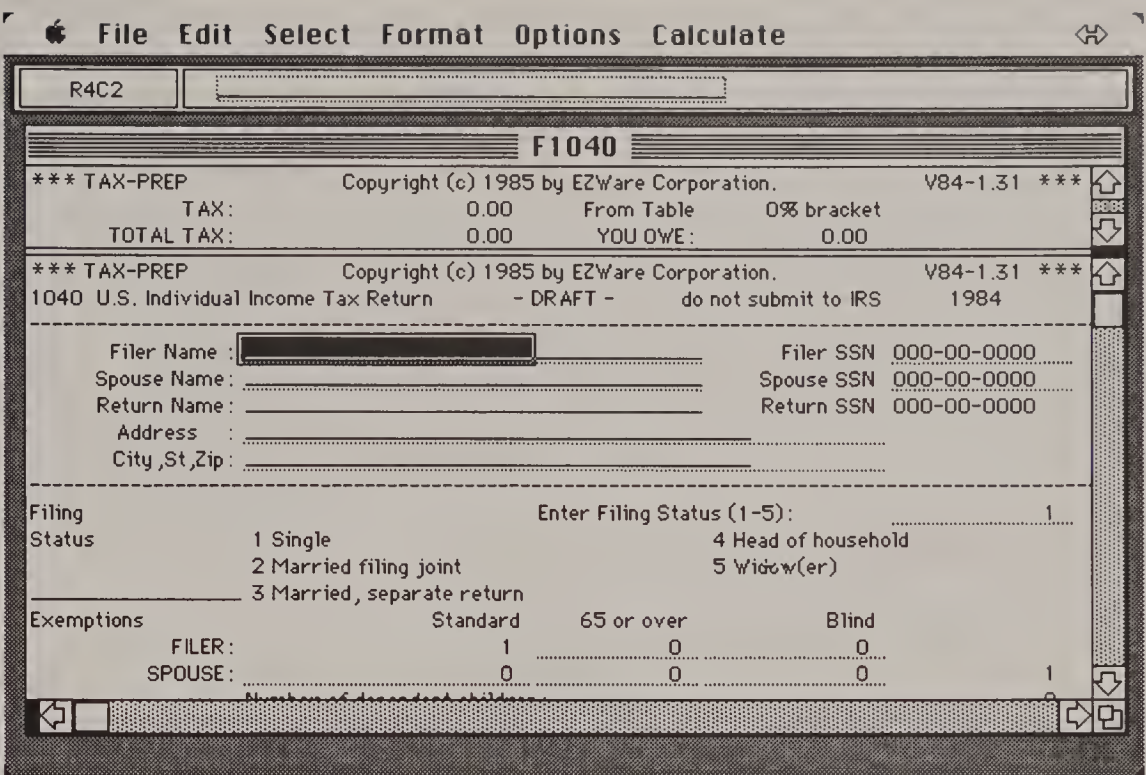 File Edit Select Format Options Calculate
R4C2
F1040
*** TAX-PREP Copyright (c) 1985 by EZWare Corporation. V84-1.31 ***
TAX: 0.00 From Table 0% bracket
TOTAL TAX: 0.00 YOU OWE: 0.00
*** TAX-PREP Copyright (c) 1985 by EZWare Corporation. V84-1.31 ***
1040 U.S. Individual Income Tax Return - DRAFT - do not submit to IRS 1984
Filer Name : Filer SSN 000-00-0000
Spouse Name: Spouse SSN 000-00-0000
Return Name: Return SSN 000-00-0000
Address :
City,St,Zip:
Filing Enter Filing Status (1-5): 1
Status 1 Single 4 Head of household
2 Married filing joint 5 Widow(er)
3 Married, separate return
Exemptions Standard 65 or over Blind
FILER: 1 0 0
SPOUSE: 0 0 0 1
Number of dependent children: 0